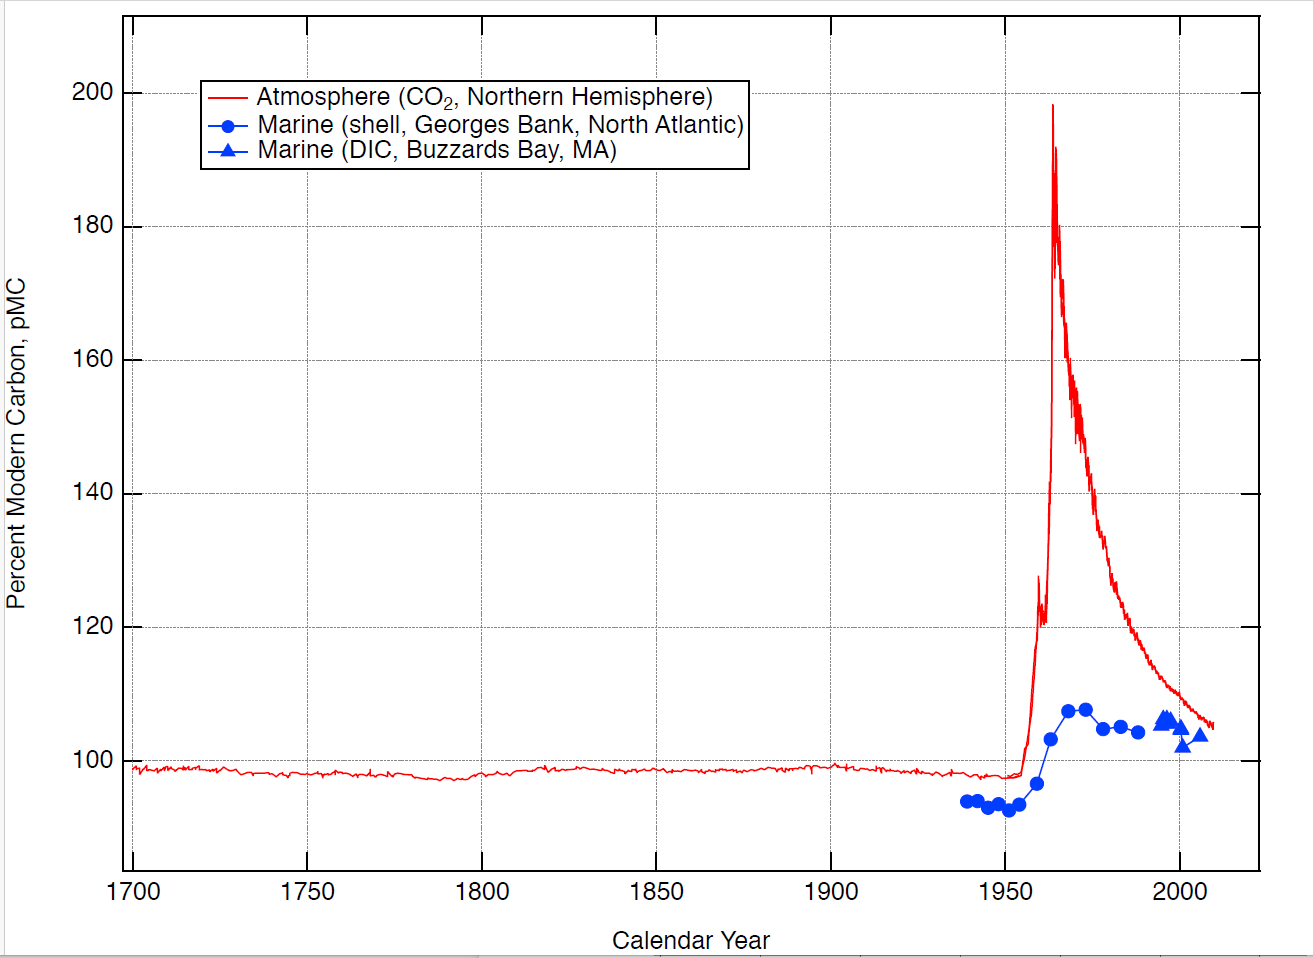 200
180
160
140
120
100
Percent Modern Carbon, pMC
Atmosphere (CO₂, Northern Hemisphere)
Marine (shell, Georges Bank, North Atlantic)
Marine (DIC, Buzzards Bay, MA)
1700 1750 1800 1850 1900 1950 2000
Calendar Year